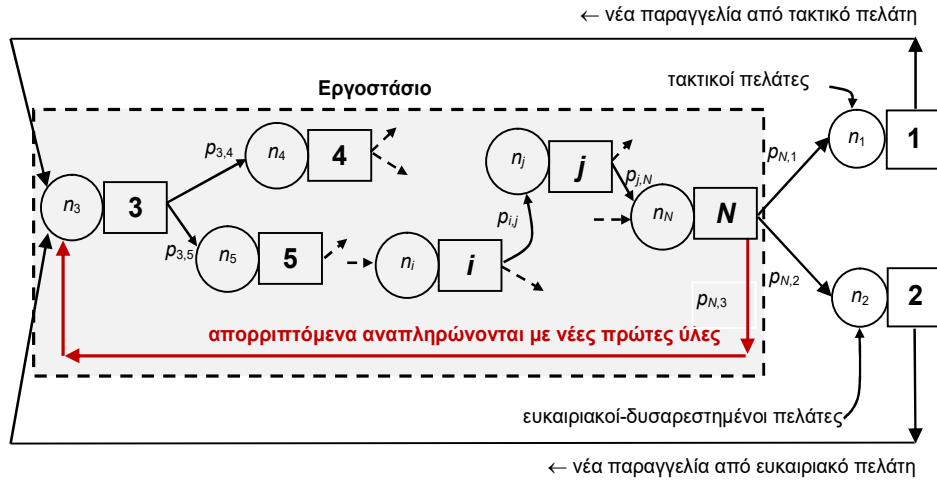 ← νέα παραγγελία από τακτικό πελάτη
Εργοστάσιο
τακτικοί πελάτες
n3 3
p3,4
n4 4
p3,5
n5 5
ni i
pi,j
nj j
pj,N
nN N
pN,1
n1 1
pN,2
n2 2
pN,3
απορριπτόμενα αναπληρώνονται με νέες πρώτες ύλες
ευκαιριακοί-δυσαρεστημένοι πελάτες
← νέα παραγγελία από ευκαιριακό πελάτη